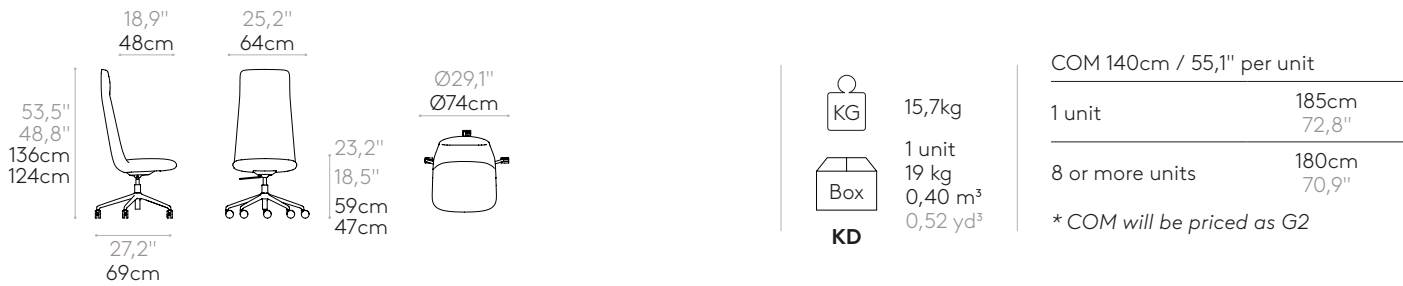 18,9"
48cm
25,2"
64cm
53,5"
48,8"
136cm
124cm
27,2"
69cm
23,2"
18,5"
59cm
47cm
Ø29,1"
Ø74cm
KG
15,7kg
Box
KD
1 unit
19 kg
0,40 m³
0,52 yd³
COM 140cm / 55,1" per unit
1 unit
185cm
72,8"
8 or more units
180cm
70,9"
* COM will be priced as G2